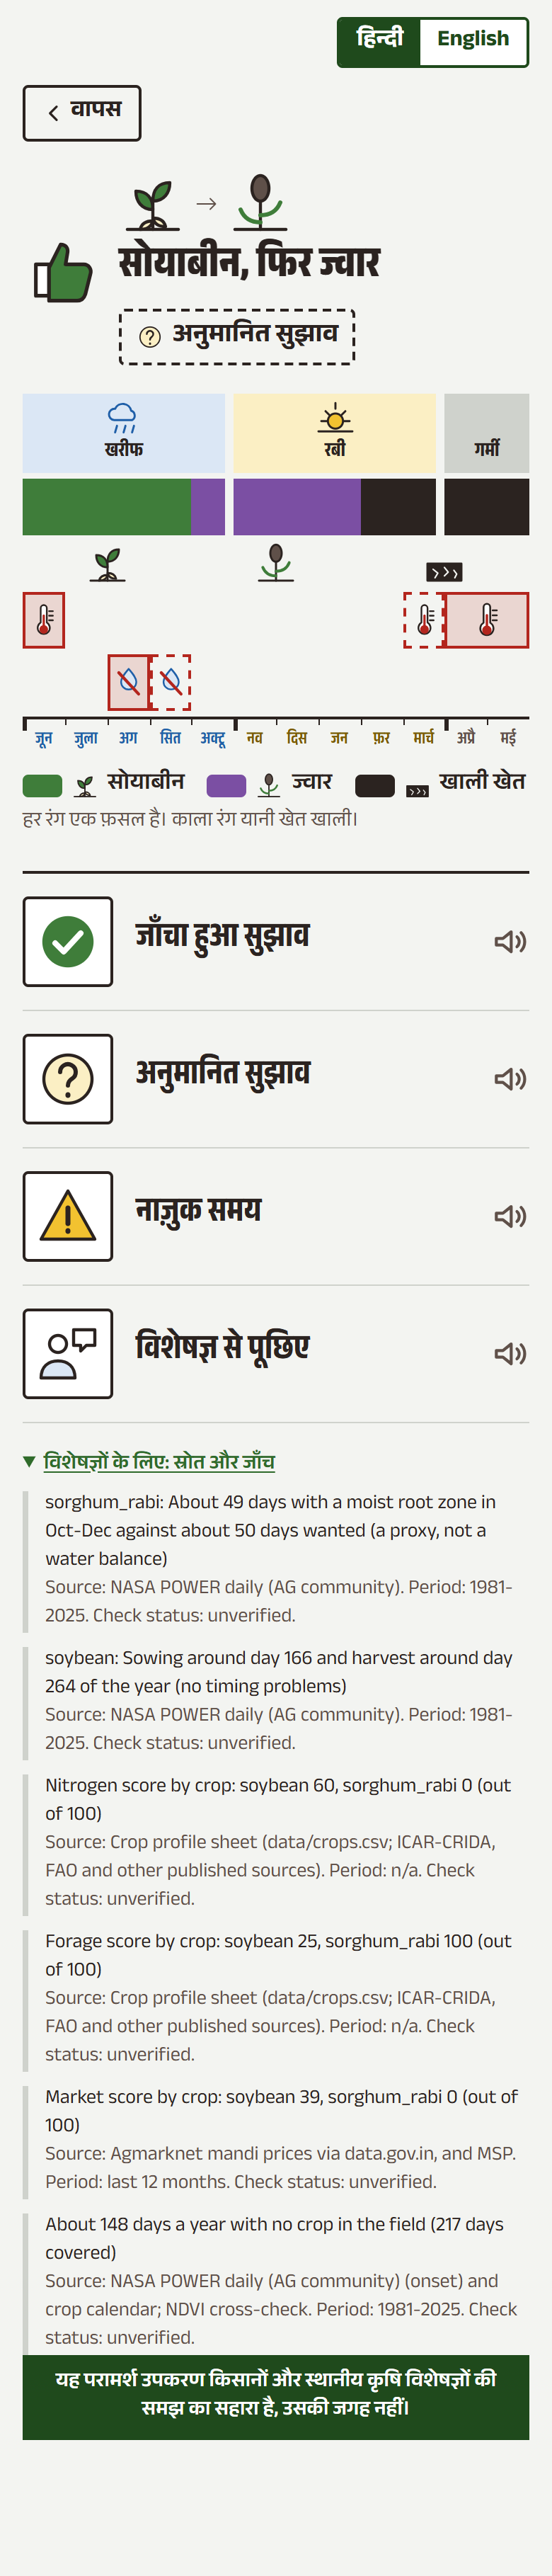 हिन्दी English
वापस
सोयाबीन, फिर ज्वार
? अनुमानित सुझाव
खरीफ रबी गर्मी
जून जुला अग सित अक्टू नव दिस जन फ़र मार्च अप्रै मई
सोयाबीन ज्वार खाली खेत
हर रंग एक फ़सल है। काला रंग यानी खेत खाली।
जाँचा हुआ सुझाव
? अनुमानित सुझाव
! नाज़ुक समय
विशेषज्ञ से पूछिए
विशेषज्ञों के लिए: स्रोत और जाँच
sorghum_rabi: About 49 days with a moist root zone in
Oct-Dec against about 50 days wanted (a proxy, not a
water balance)
Source: NASA POWER daily (AG community). Period: 1981-
2025. Check status: unverified.
soybean: Sowing around day 166 and harvest around day
264 of the year (no timing problems)
Source: NASA POWER daily (AG community). Period: 1981-
2025. Check status: unverified.
Nitrogen score by crop: soybean 60, sorghum_rabi 0 (out
of 100)
Source: Crop profile sheet (data/crops.csv; ICAR-CRIDA,
FAO and other published sources). Period: n/a. Check
status: unverified.
Forage score by crop: soybean 25, sorghum_rabi 100 (out
of 100)
Source: Crop profile sheet (data/crops.csv; ICAR-CRIDA,
FAO and other published sources). Period: n/a. Check
status: unverified.
Market score by crop: soybean 39, sorghum_rabi 0 (out of
100)
Source: Agmarknet mandi prices via data.gov.in, and MSP.
Period: last 12 months. Check status: unverified.
About 148 days a year with no crop in the field (217 days
covered)
Source: NASA POWER daily (AG community) (onset) and
crop calendar; NDVI cross-check. Period: 1981-2025. Check
status: unverified.
यह परामर्श उपकरण किसानों और स्थानीय कृषि विशेषज्ञों की
समझ का सहारा है, उसकी जगह नहीं।